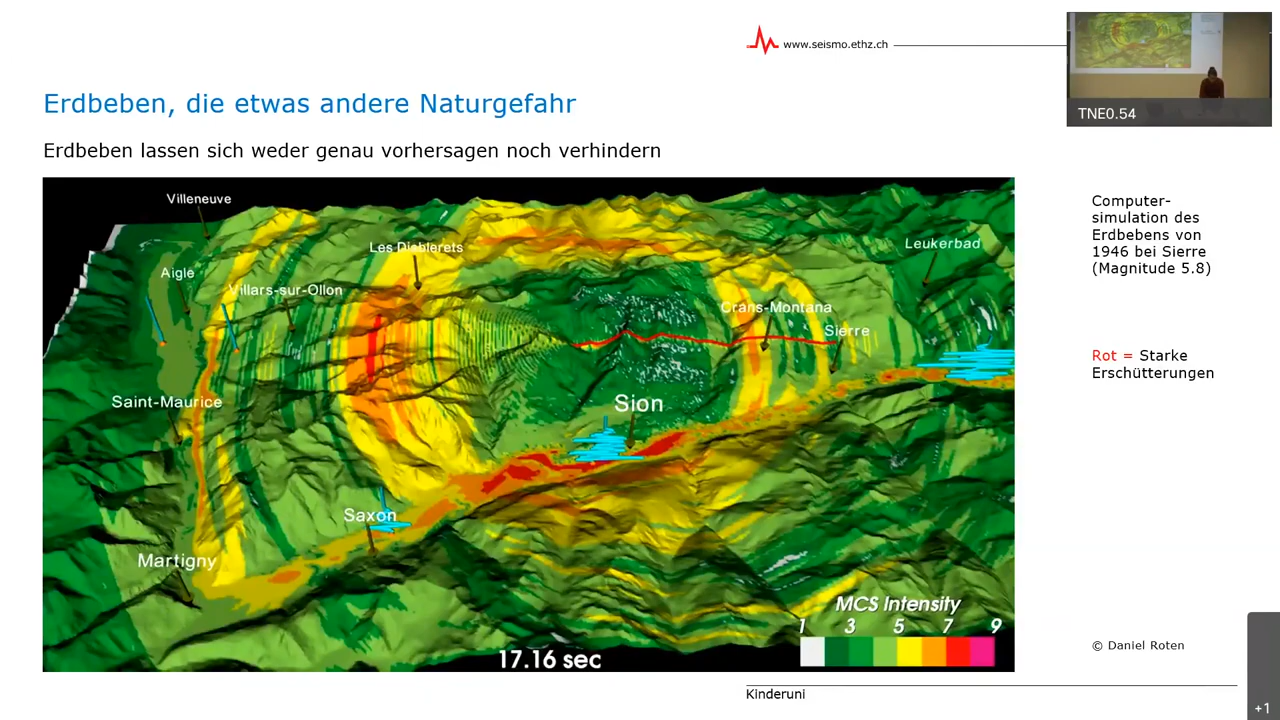 www.seismo.ethz.ch
TNE0.54
Erdbeben, die etwas andere Naturgefahr
Erdbeben lassen sich weder genau vorhersagen noch verhindern
Villeneuve
Les Diablerets
Leukerbad
Aigle
Villars-sur-Ollon
Crans-Montana
Sierre
Saint-Maurice
Sion
Saxon
Martigny
MCS Intensity
1 3 5 7 9
17.16 sec
Computer-
simulation des
Erdbebens von
1946 bei Sierre
(Magnitude 5.8)
Rot = Starke
Erschütterungen
© Daniel Roten
Kinderuni
+1